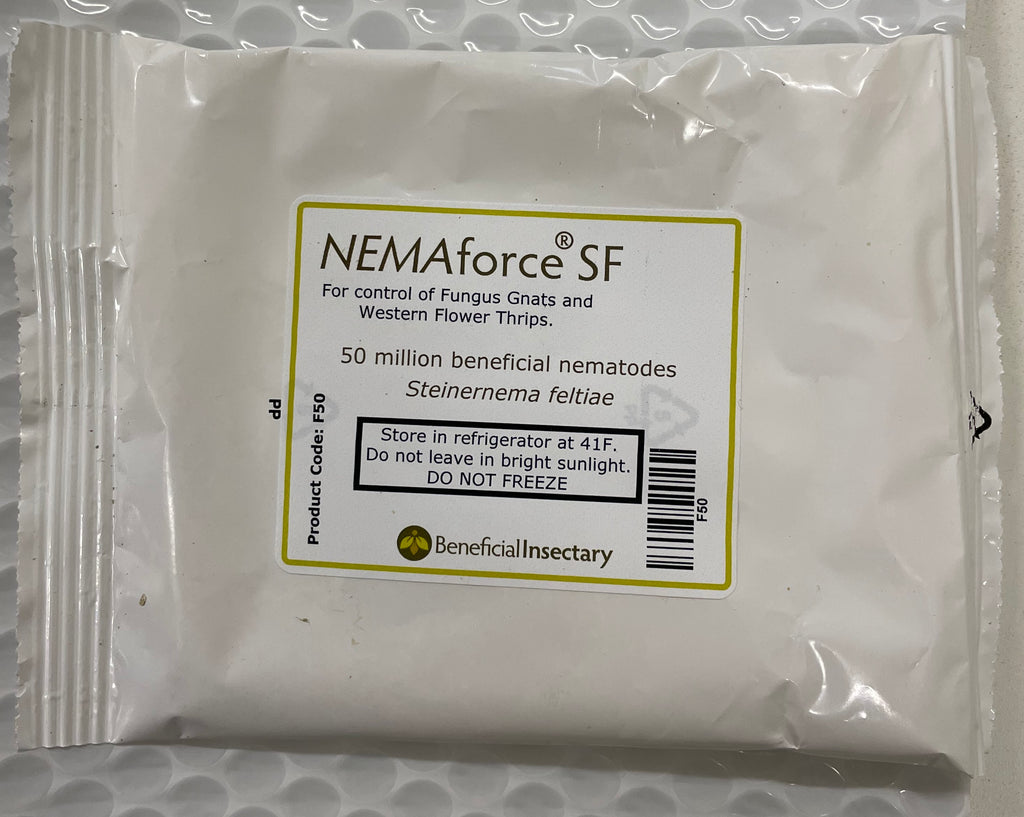 NEMAforce® SF
For control of Fungus Gnats and
Western Flower Thrips.
50 million beneficial nematodes
Steinernema feltiae
Store in refrigerator at 41F.
Do not leave in bright sunlight.
DO NOT FREEZE
BeneficialInsectary
Product Code: F50
F50